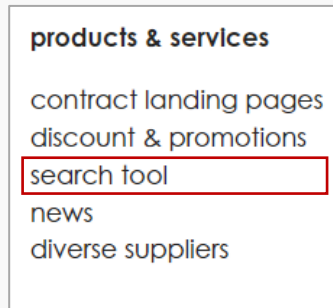 products & services
contract landing pages
discount & promotions
search tool
news
diverse suppliers